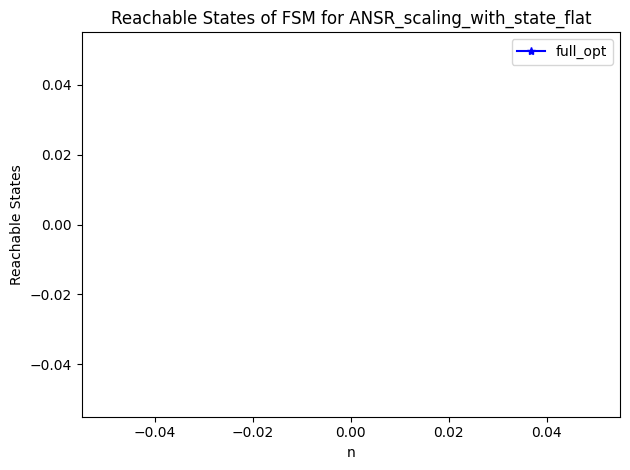 Reachable States of FSM for ANSR_scaling_with_state_flat
full_opt
0.04
0.02
0.00
−0.02
−0.04
Reachable States
−0.04
−0.02
0.00
0.02
0.04
n